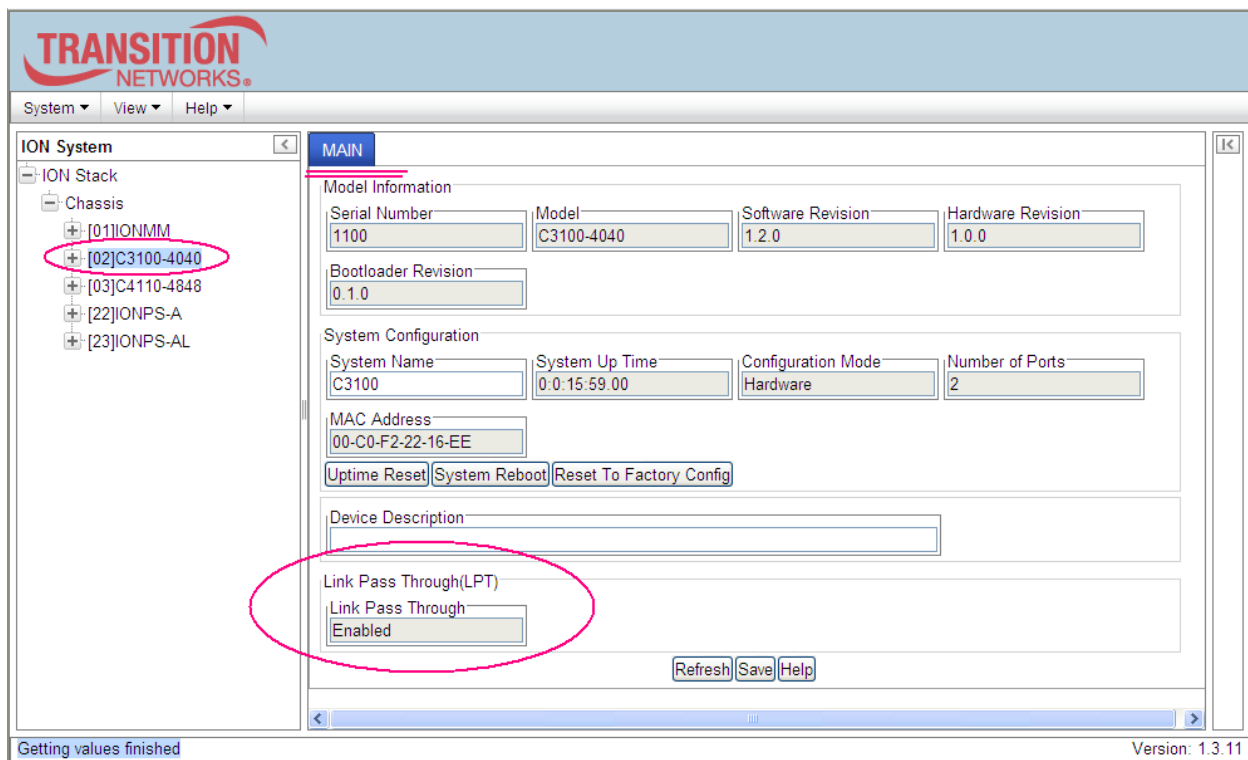 TRANSITION
NETWORKS®
System View Help
ION System
ION Stack
Chassis
[01]IONMM
[02]C3100-4040
[03]C4110-4848
[22]IONPS-A
[23]IONPS-AL
MAIN
Model Information
Serial Number Model Software Revision Hardware Revision
1100 C3100-4040 1.2.0 1.0.0
Bootloader Revision
0.1.0
System Configuration
System Name System Up Time Configuration Mode Number of Ports
C3100 0:0:15:59.00 Hardware 2
MAC Address
00-C0-F2-22-16-EE
Uptime Reset System Reboot Reset To Factory Config
Device Description
Link Pass Through(LPT)
Link Pass Through
Enabled
Refresh Save Help
Getting values finished Version: 1.3.11